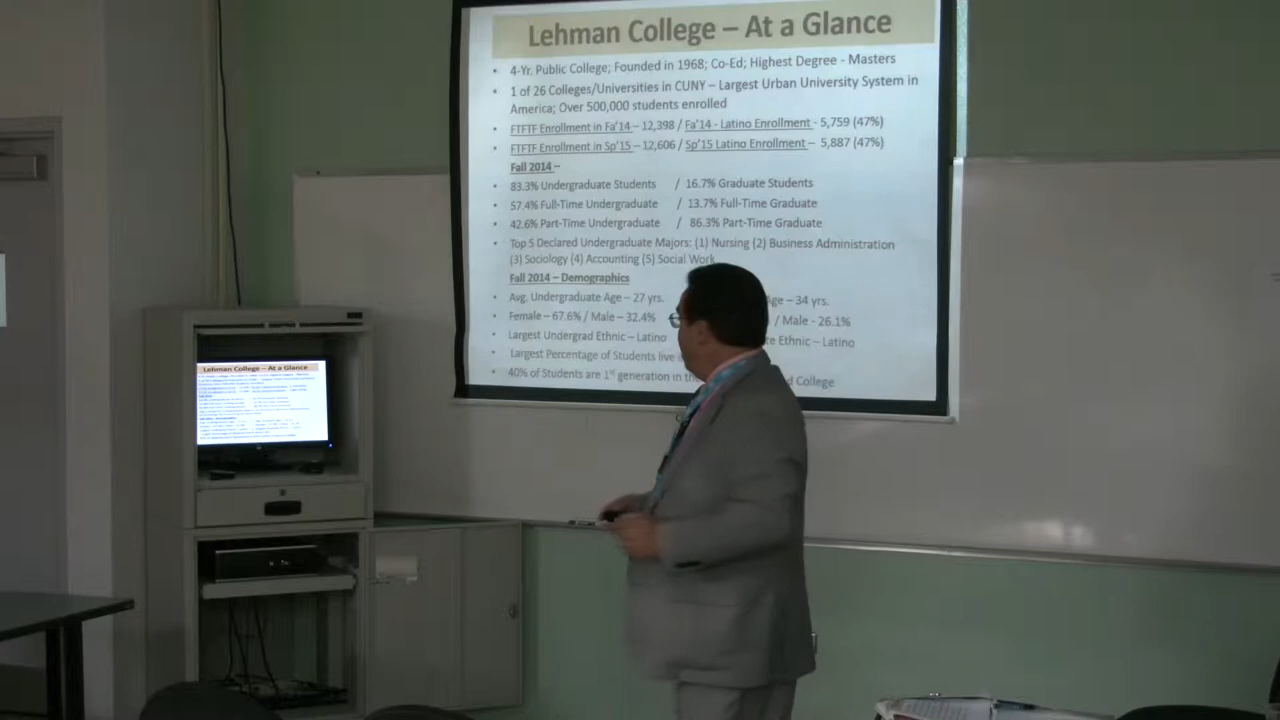 Lehman College – At a Glance
• 4-Yr. Public College; Founded in 1968; Co-Ed; Highest Degree - Masters
• 1 of 26 Colleges/Universities in CUNY – Largest Urban University System in
America; Over 500,000 students enrolled
• FTFTF Enrollment in Fa'14 – 12,398 / Fa'14 - Latino Enrollment - 5,759 (47%)
• FTFTF Enrollment in Sp'15 – 12,606 / Sp'15 Latino Enrollment – 5,887 (47%)
Fall 2014 –
• 83.3% Undergraduate Students / 16.7% Graduate Students
• 57.4% Full-Time Undergraduate / 13.7% Full-Time Graduate
• 42.6% Part-Time Undergraduate / 86.3% Part-Time Graduate
• Top 5 Declared Undergraduate Majors: (1) Nursing (2) Business Administration
(3) Sociology (4) Accounting (5) Social Work
Fall 2014 – Demographics
• Avg. Undergraduate Age – 27 yrs. Age – 34 yrs.
• Female – 67.6% / Male – 32.4% / Male - 26.1%
• Largest Undergrad Ethnic – Latino Ethnic – Latino
• Largest Percentage of Students live
• 40% of Students are 1st generation in College
Lehman College – At a Glance